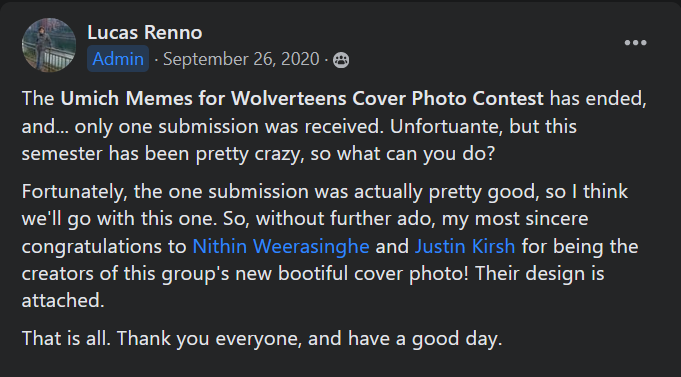 Lucas Renno
Admin · September 26, 2020 ·
The Umich Memes for Wolverteens Cover Photo Contest has ended,
and... only one submission was received. Unfortuante, but this
semester has been pretty crazy, so what can you do?
Fortunately, the one submission was actually pretty good, so I think
we'll go with this one. So, without further ado, my most sincere
congratulations to Nithin Weerasinghe and Justin Kirsh for being the
creators of this group's new bootiful cover photo! Their design is
attached.
That is all. Thank you everyone, and have a good day.